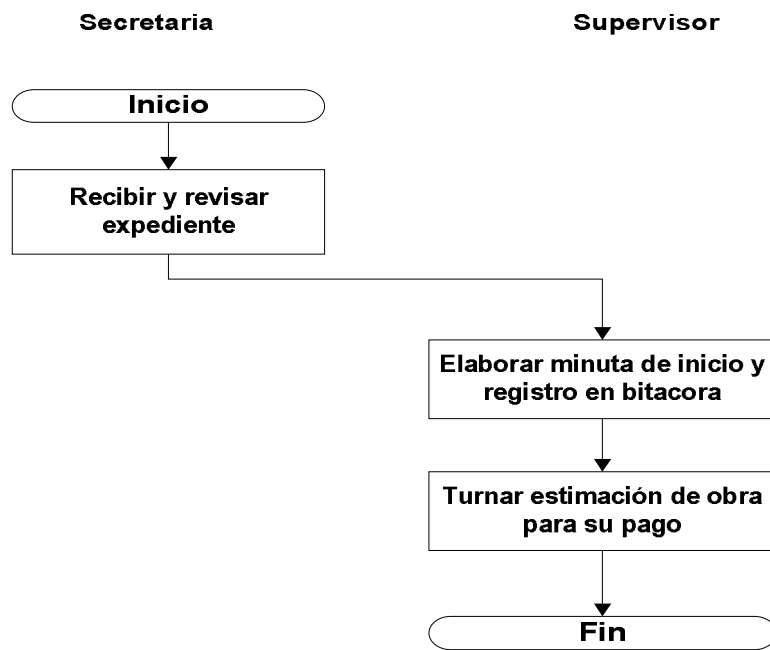 Secretaria
Supervisor
Inicio
Recibir y revisar
expediente
Elaborar minuta de inicio y
registro en bitacora
Turnar estimación de obra
para su pago
Fin